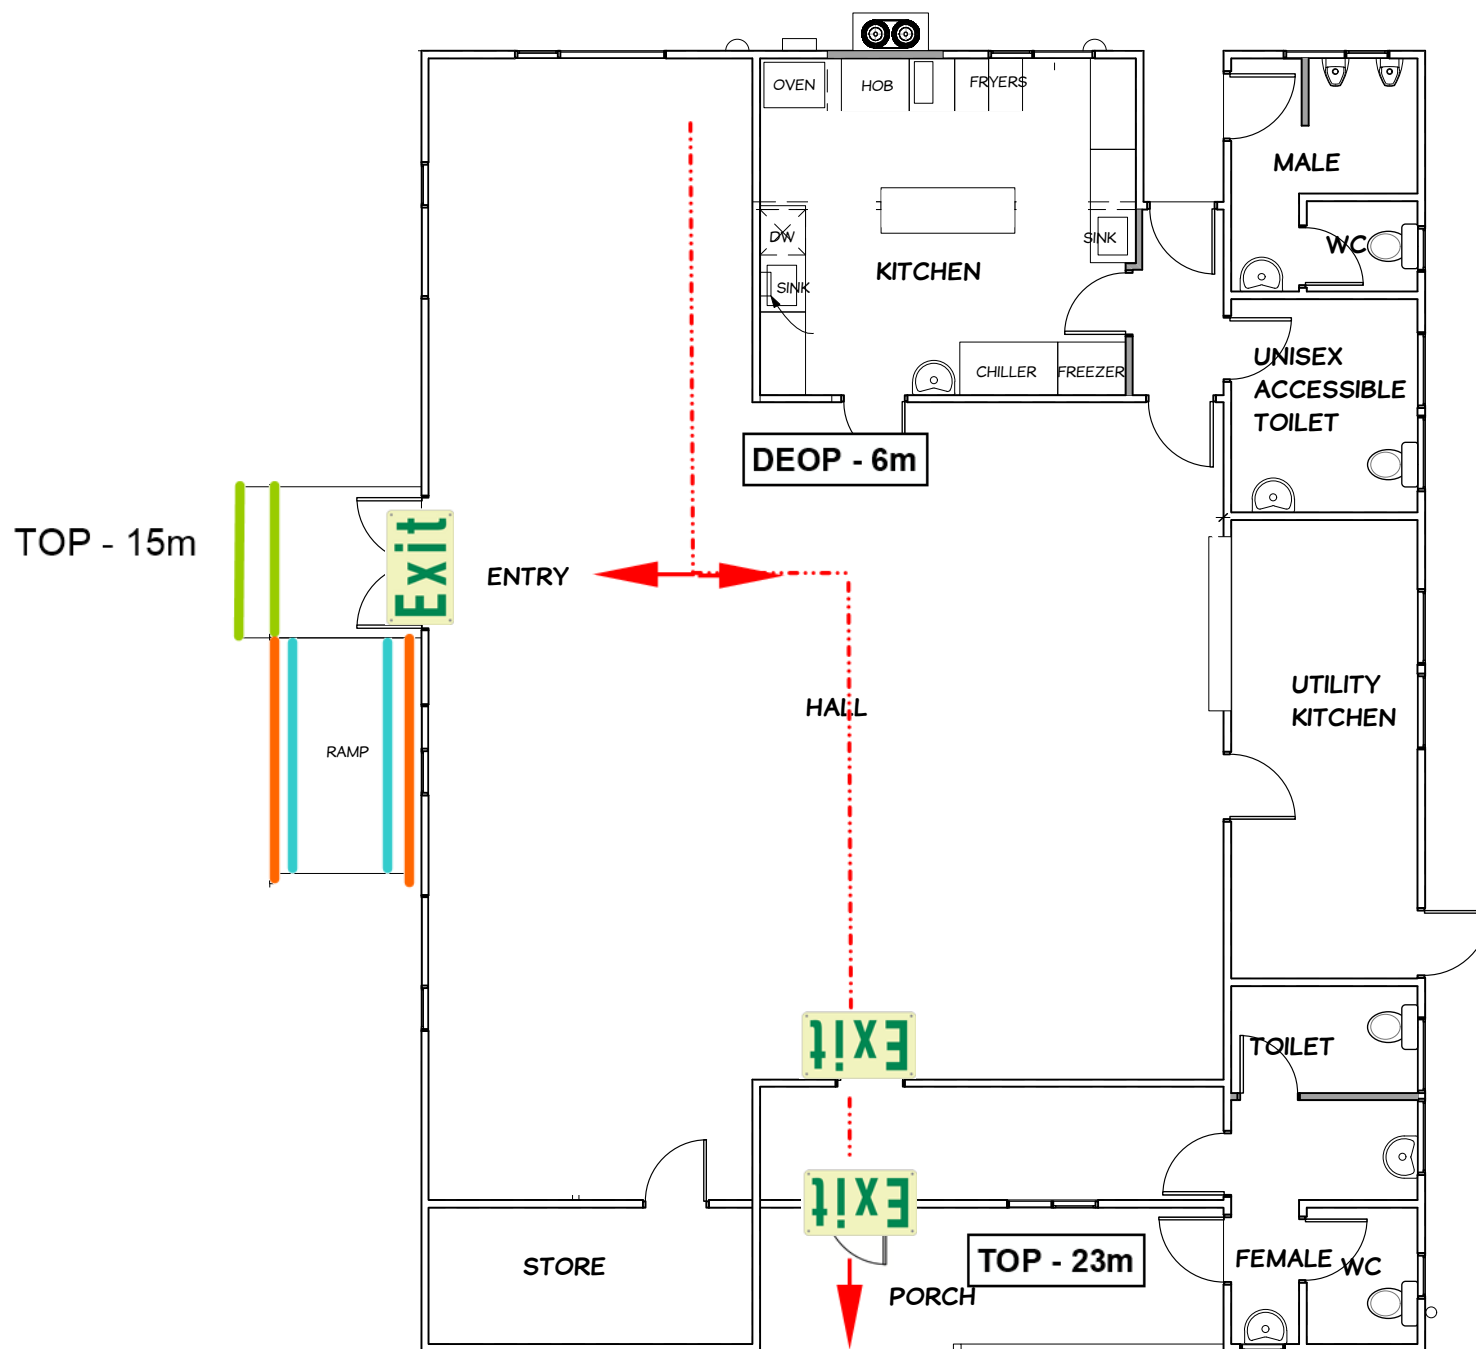 OVEN
HOB
FRYERS
MALE
DW
SINK
KITCHEN
SINK
WC
SINK
CHILLER
FREEZER
UNISEX
ACCESSIBLE
TOILET
DEOP - 6m
TOP - 15m
Exit
ENTRY
HALL
UTILITY
KITCHEN
RAMP
Exit
TOILET
Exit
STORE
TOP - 23m
FEMALE
WC
PORCH